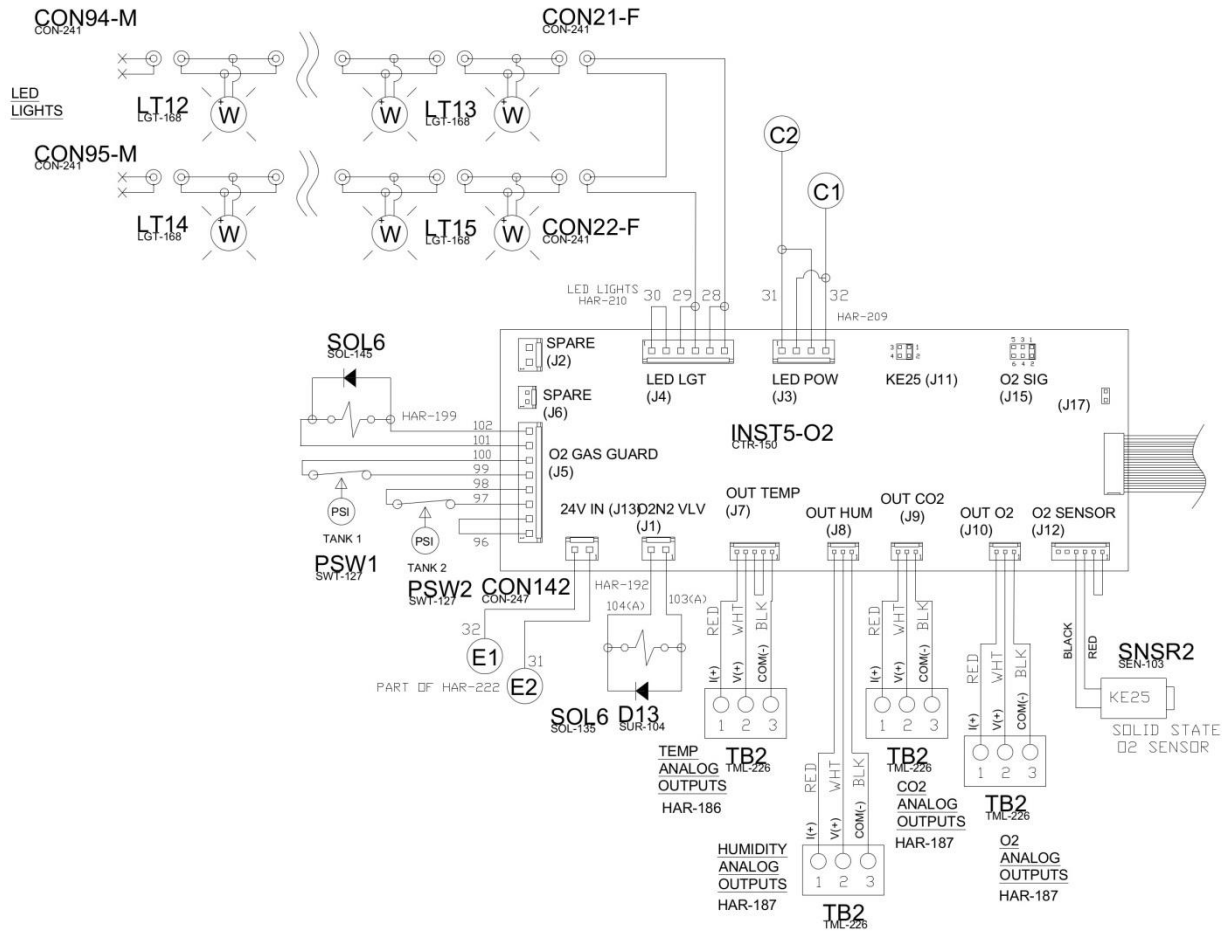 CON94-M
CON-241
CON21-F
CON-241
LED
LIGHTS
LT12
LGT-168
+
W
+
W
LT13
LGT-168
+
W
CON95-M
CON-241
LT14
LGT-168
+
W
+
W
LT15
LGT-168
+
W
CON22-F
CON-241
C2
C1
LED LIGHTS
HAR-210
30
29
28
31
32
HAR-209
SOL6
SOL-145
HAR-199
SPARE
(J2)
SPARE
(J6)
LED LGT
(J4)
LED POW
(J3)
3 1
4 2
KE25 (J11)
5 3 1
6 4 2
O2 SIG
(J15)
(J17)
INST5-O2
CTR-150
102
101
100
99
98
97
96
O2 GAS GUARD
(J5)
PSI
TANK 1
PSW1
SWT-127
PSI
TANK 2
PSW2
SWT-127
24V IN (J13)
O2N2 VLV
(J1)
OUT TEMP
(J7)
OUT HUM
(J8)
OUT CO2
(J9)
OUT O2
(J10)
O2 SENSOR
(J12)
CON142
CON-247
HAR-192
104(A)
103(A)
32
E1
31
E2
PART OF HAR-222
SOL6
SOL-135
D13
SUR-104
RED
WHT
BLK
I(+)
V(+)
COM(-)
1 2 3
TB2
TML-226
TEMP
ANALOG
OUTPUTS
HAR-186
RED
WHT
BLK
I(+)
V(+)
COM(-)
1 2 3
TB2
TML-226
HUMIDITY
ANALOG
OUTPUTS
HAR-187
RED
WHT
BLK
I(+)
V(+)
COM(-)
1 2 3
TB2
TML-226
CO2
ANALOG
OUTPUTS
HAR-187
RED
WHT
BLK
I(+)
V(+)
COM(-)
1 2 3
TB2
TML-226
O2
ANALOG
OUTPUTS
HAR-187
BLACK
RED
SNSR2
SEN-103
KE25
SOLID STATE
O2 SENSOR